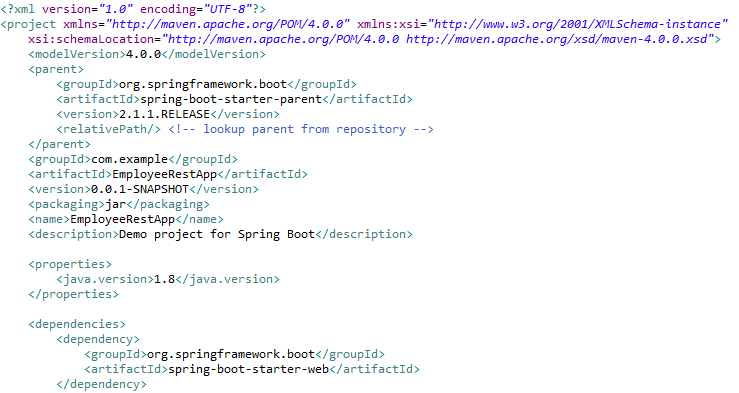 <?xml version="1.0" encoding="UTF-8"?>
<project xmlns="http://maven.apache.org/POM/4.0.0" xmlns:xsi="http://www.w3.org/2001/XMLSchema-instance"
    xsi:schemaLocation="http://maven.apache.org/POM/4.0.0 http://maven.apache.org/xsd/maven-4.0.0.xsd">
    <modelVersion>4.0.0</modelVersion>
    <parent>
        <groupId>org.springframework.boot</groupId>
        <artifactId>spring-boot-starter-parent</artifactId>
        <version>2.1.1.RELEASE</version>
        <relativePath/> <!-- lookup parent from repository -->
    </parent>
    <groupId>com.example</groupId>
    <artifactId>EmployeeRestApp</artifactId>
    <version>0.0.1-SNAPSHOT</version>
    <packaging>jar</packaging>
    <name>EmployeeRestApp</name>
    <description>Demo project for Spring Boot</description>

    <properties>
        <java.version>1.8</java.version>
    </properties>

    <dependencies>
        <dependency>
            <groupId>org.springframework.boot</groupId>
            <artifactId>spring-boot-starter-web</artifactId>
        </dependency>